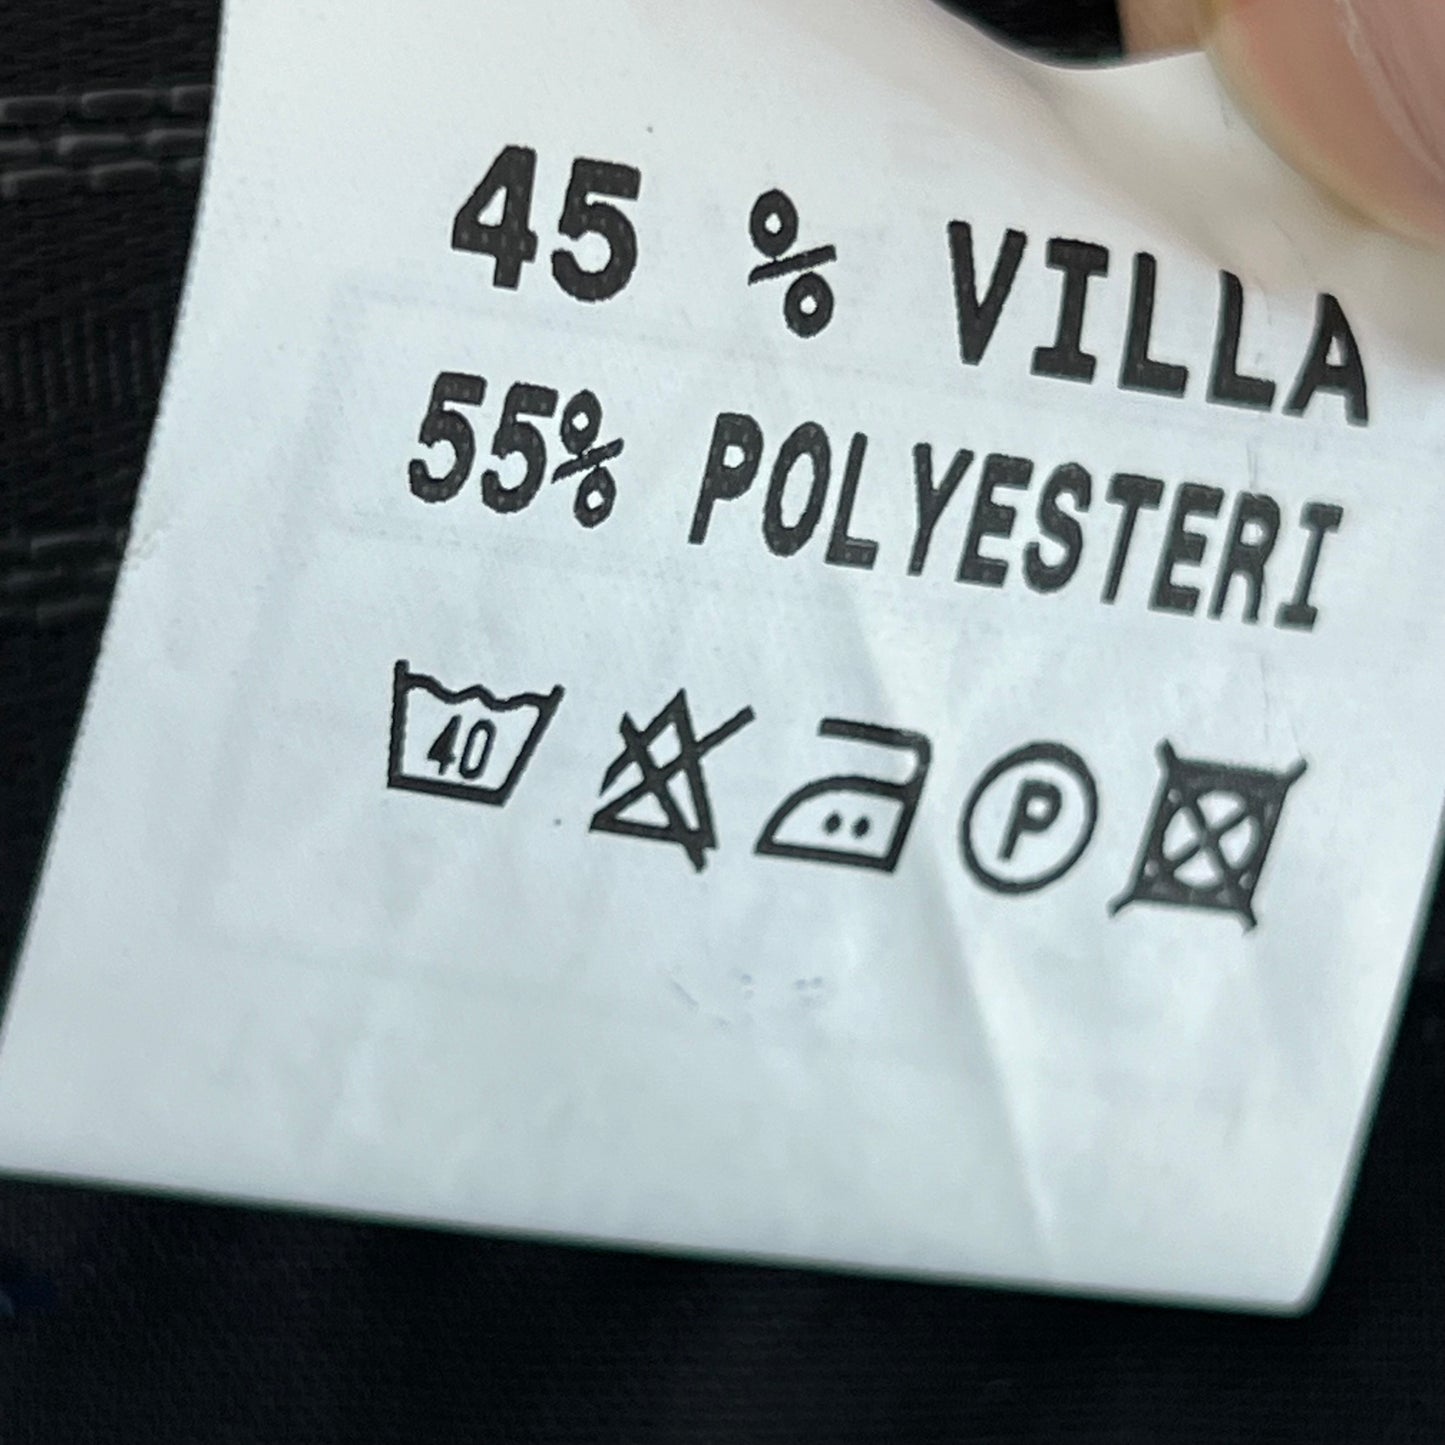 45 % VILLA
55% POLYESTERI
40 P